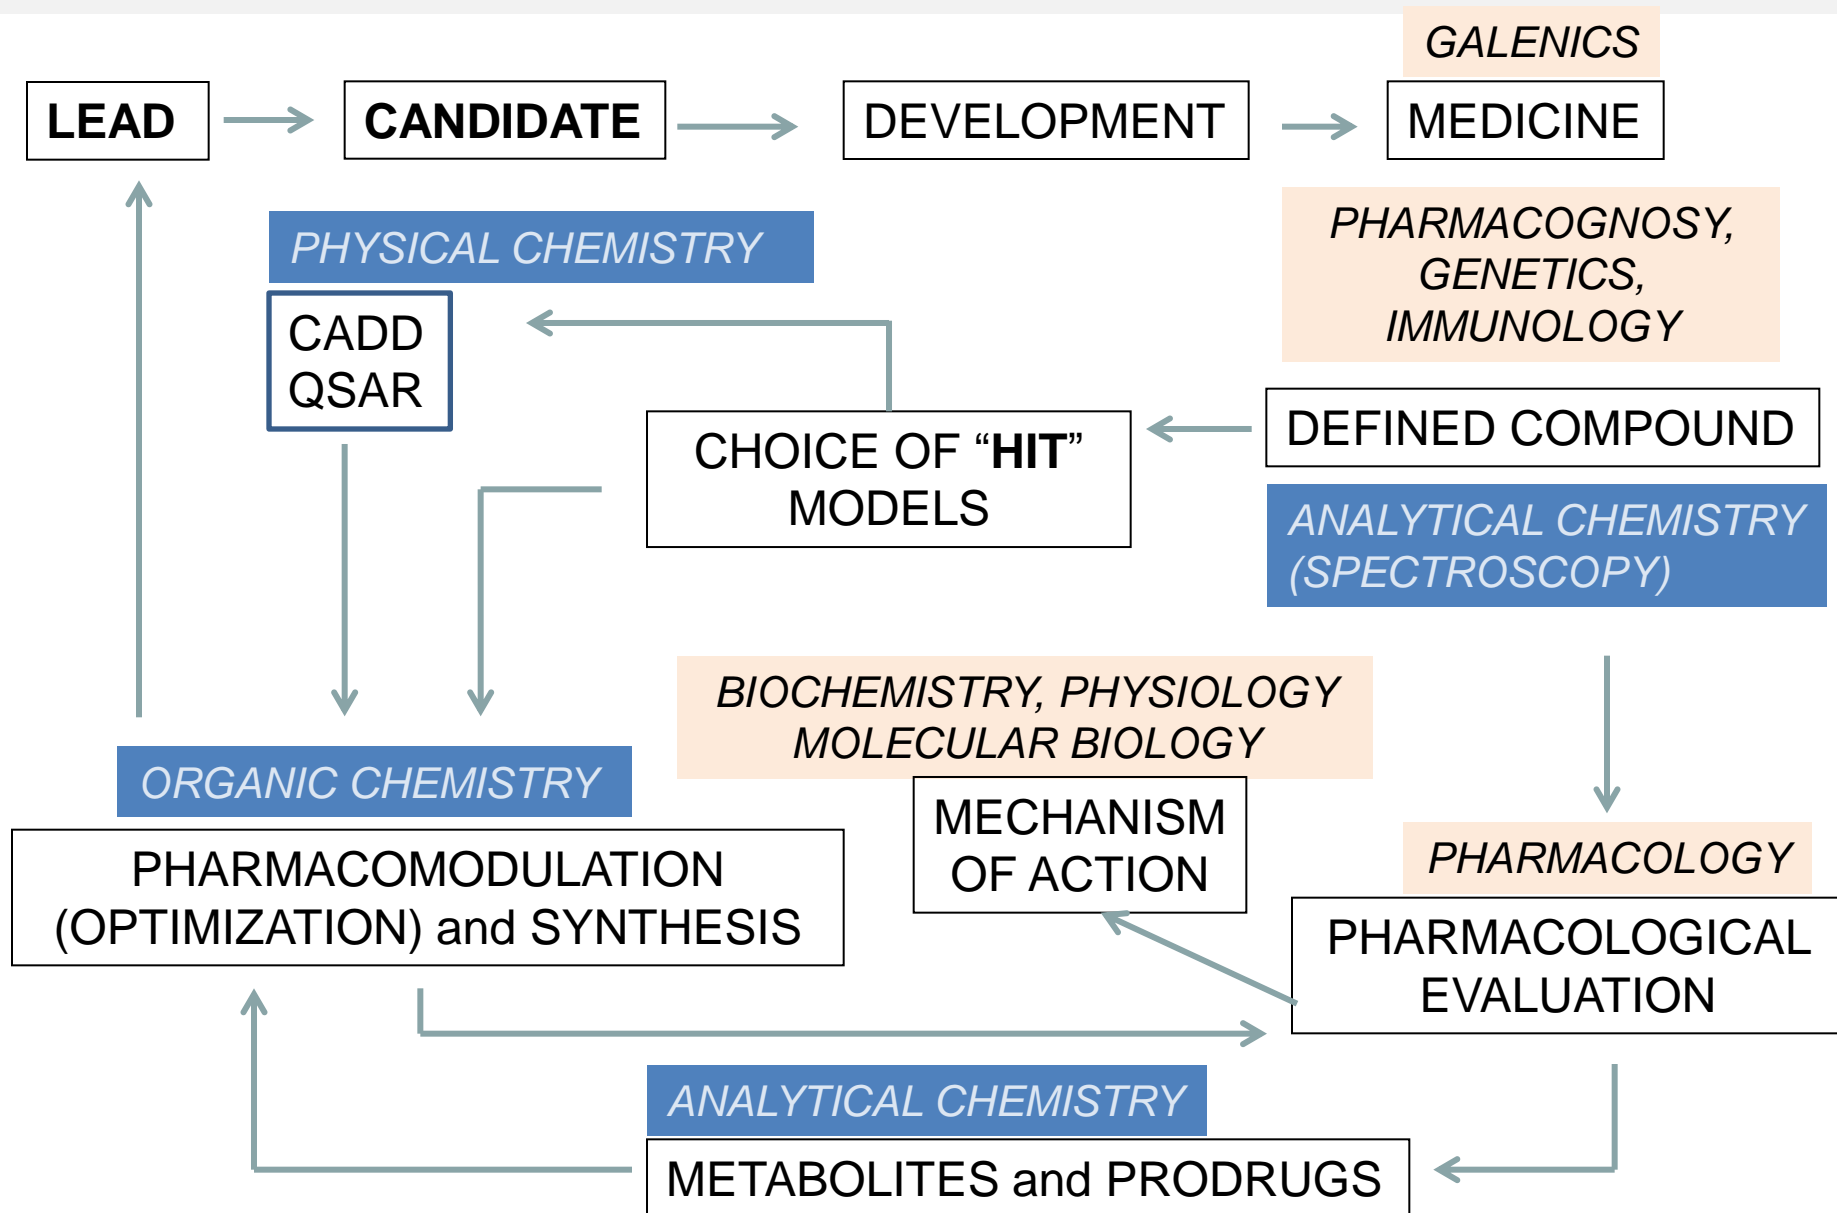 GALENICS
LEAD
CANDIDATE
DEVELOPMENT
MEDICINE
PHYSICAL CHEMISTRY
PHARMACOGNOSY,
GENETICS,
IMMUNOLOGY
CADD
QSAR
CHOICE OF “HIT”
MODELS
DEFINED COMPOUND
ANALYTICAL CHEMISTRY
(SPECTROSCOPY)
BIOCHEMISTRY, PHYSIOLOGY
MOLECULAR BIOLOGY
ORGANIC CHEMISTRY
MECHANISM
OF ACTION
PHARMACOLOGY
PHARMACOMODULATION
(OPTIMIZATION) and SYNTHESIS
PHARMACOLOGICAL
EVALUATION
ANALYTICAL CHEMISTRY
METABOLITES and PRODRUGS